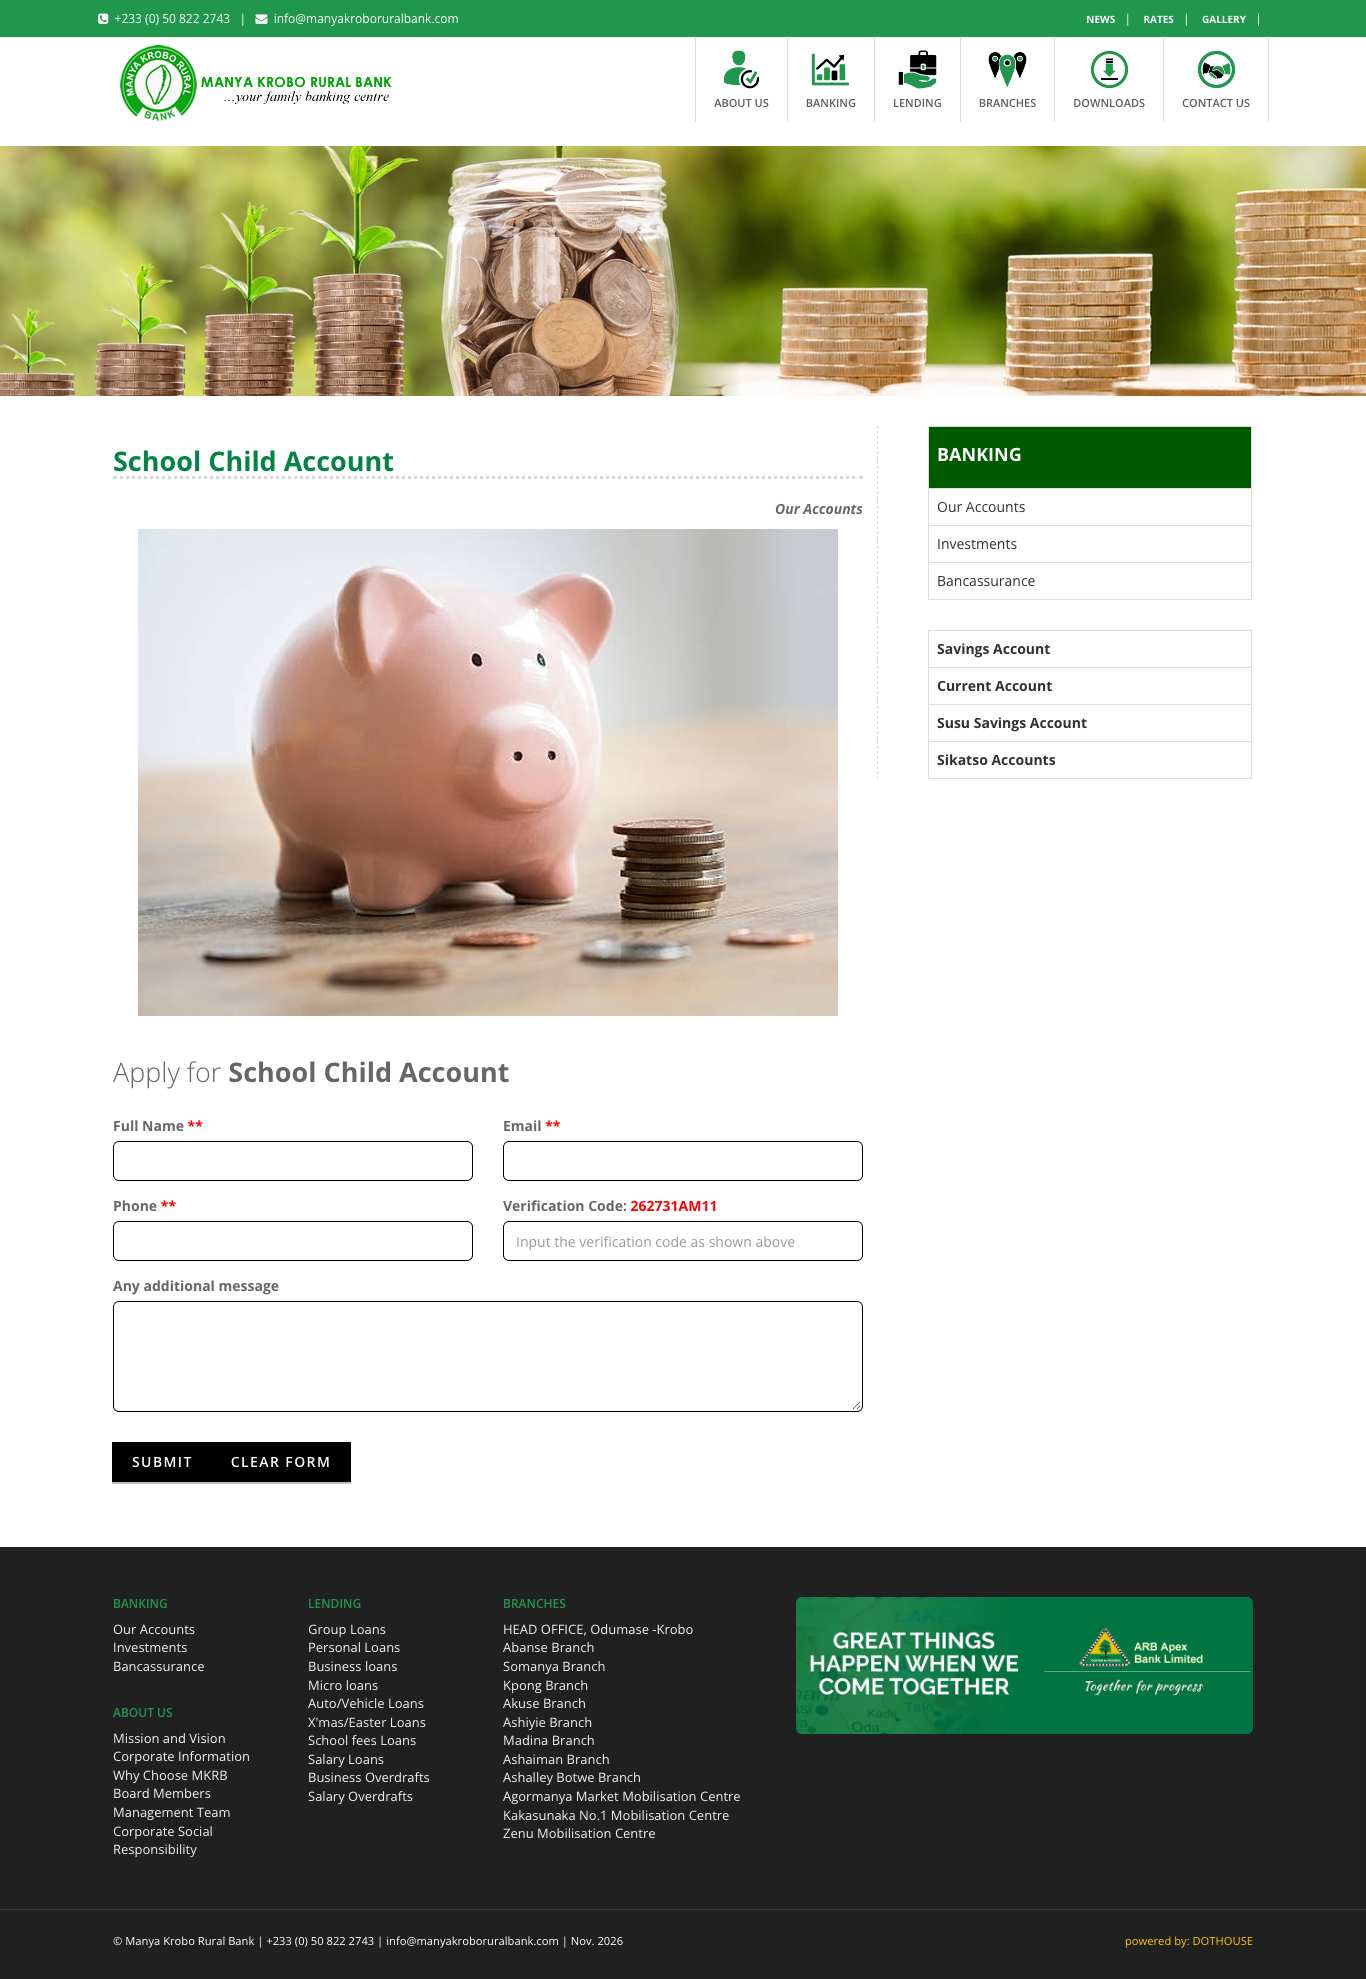 +233 (0) 50 822 2743 | info@manyakroboruralbank.com
NEWS | RATES | GALLERY |
MANYA KROBO RURAL
BANK
MANYA KROBO RURAL BANK
...your family banking centre
ABOUT US
BANKING
LENDING
BRANCHES
DOWNLOADS
CONTACT US
School Child Account
Our Accounts
BANKING
Our Accounts
Investments
Bancassurance
Savings Account
Current Account
Susu Savings Account
Sikatso Accounts
Apply for School Child Account
Full Name **
Email **
Phone **
Verification Code: 262731AM11
Input the verification code as shown above
Any additional message
SUBMIT
CLEAR FORM
BANKING
Our Accounts
Investments
Bancassurance
ABOUT US
Mission and Vision
Corporate Information
Why Choose MKRB
Board Members
Management Team
Corporate Social
Responsibility
LENDING
Group Loans
Personal Loans
Business loans
Micro loans
Auto/Vehicle Loans
X'mas/Easter Loans
School fees Loans
Salary Loans
Business Overdrafts
Salary Overdrafts
BRANCHES
HEAD OFFICE, Odumase -Krobo
Abanse Branch
Somanya Branch
Kpong Branch
Akuse Branch
Ashiyie Branch
Madina Branch
Ashaiman Branch
Ashalley Botwe Branch
Agormanya Market Mobilisation Centre
Kakasunaka No.1 Mobilisation Centre
Zenu Mobilisation Centre
GREAT THINGS
HAPPEN WHEN WE
COME TOGETHER
ARB Apex
Bank Limited
Together for progress
LAKE
Oda
© Manya Krobo Rural Bank | +233 (0) 50 822 2743 | info@manyakroboruralbank.com | Nov. 2026
powered by: DOTHOUSE